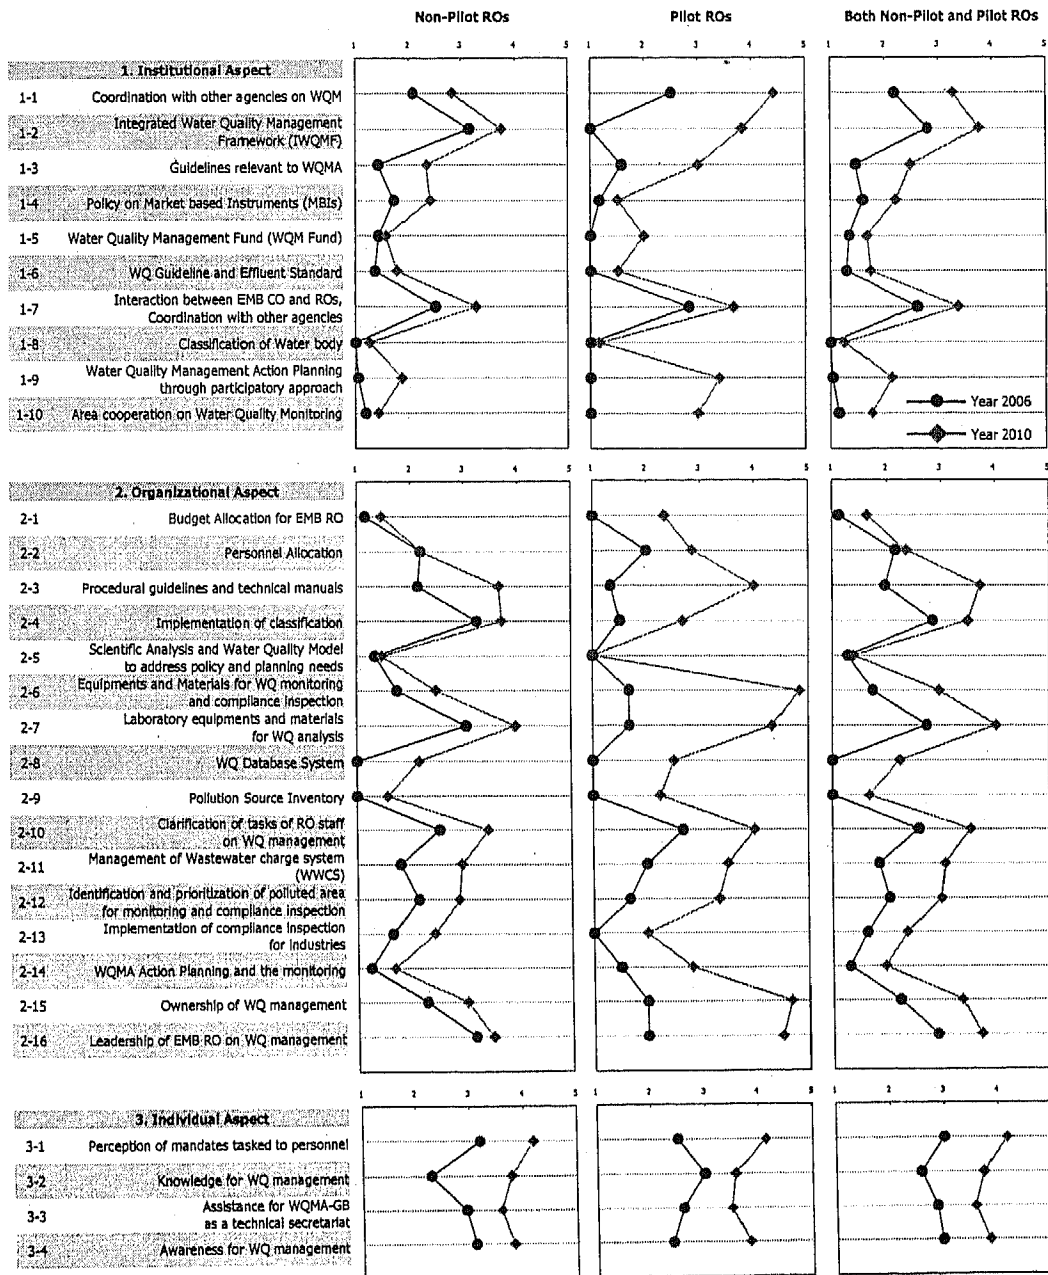 Non-Pilot ROs Pilot ROs Both Non-Pilot and Pilot ROs
1 2 3 4 5 1 2 3 4 5 1 2 3 4 5
1. Institutional Aspect
1-1 Coordination with other agencies on WQM
1-2 Integrated Water Quality Management
Framework (IWQMF)
1-3 Guidelines relevant to WQMA
1-4 Policy on Market based Instruments (MBIs)
1-5 Water Quality Management Fund (WQM Fund)
1-6 WQ Guideline and Effluent Standard
1-7 Interaction between EMB CO and ROs,
Coordination with other agencies
1-8 Classification of Water body
1-9 Water Quality Management Action Planning
through participatory approach
1-10 Area cooperation on Water Quality Monitoring
Year 2006
Year 2010
1 2 3 4 5 1 2 3 4 5 1 2 3 4 5
2. Organizational Aspect
2-1 Budget Allocation for EMB RO
2-2 Personnel Allocation
2-3 Procedural guidelines and technical manuals
2-4 Implementation of classification
2-5 Scientific Analysis and Water Quality Model
to address policy and planning needs
2-6 Equipments and Materials for WQ monitoring
and compliance inspection
2-7 Laboratory equipments and materials
for WQ analysis
2-8 WQ Database System
2-9 Pollution Source Inventory
2-10 Clarification of tasks of RO staff
on WQ management
2-11 Management of Wastewater charge system
(WWCS)
2-12 Identification and prioritization of polluted area
for monitoring and compliance inspection
2-13 Implementation of compliance inspection
for industries
2-14 WQMA Action Planning and the monitoring
2-15 Ownership of WQ management
2-16 Leadership of EMB RO on WQ management
1 2 3 4 5 1 2 3 4 5 1 2 3 4 5
3. Individual Aspect
3-1 Perception of mandates tasked to personnel
3-2 Knowledge for WQ management
3-3 Assistance for WQMA-GB
as a technical secretariat
3-4 Awareness for WQ management